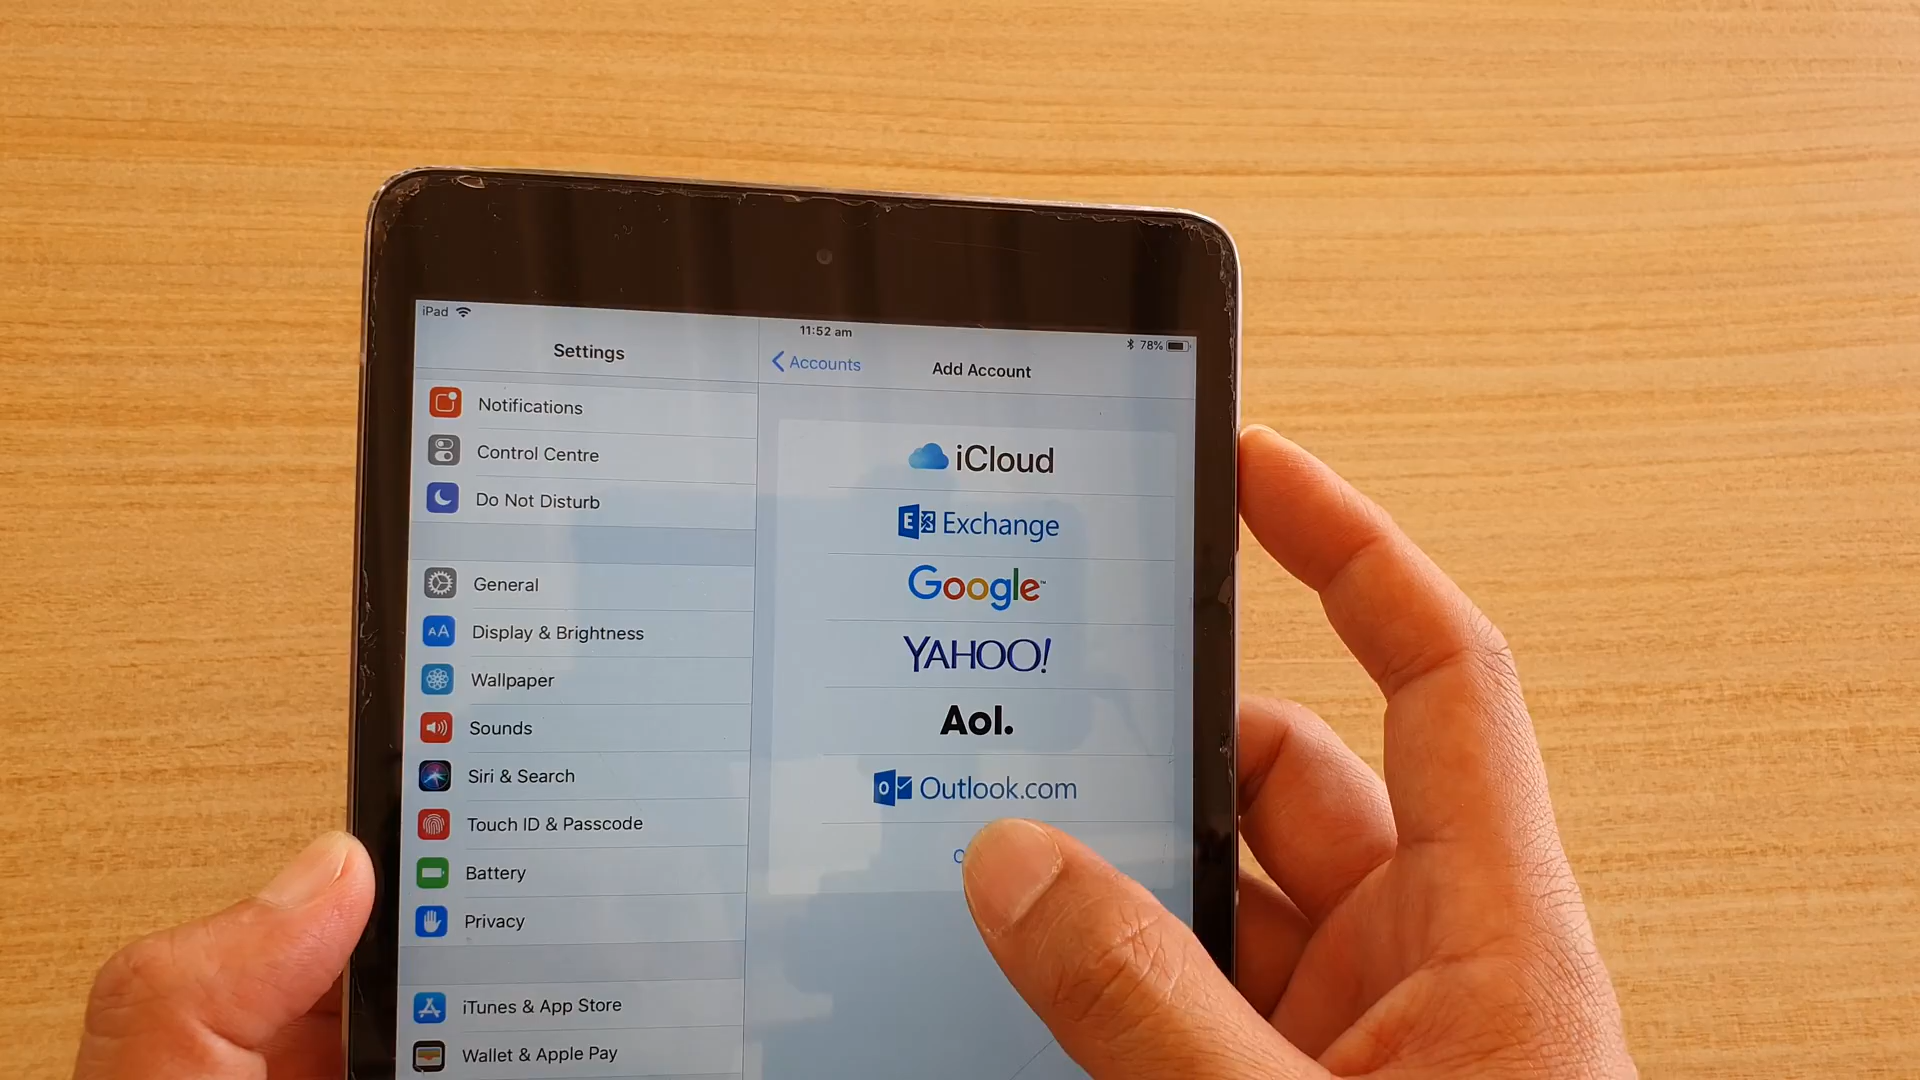 iPad
11:52 am
78%
Settings
Accounts
Add Account
Notifications
Control Centre
Do Not Disturb
General
AA
Display & Brightness
Wallpaper
Sounds
Siri & Search
Touch ID & Passcode
Battery
Privacy
iTunes & App Store
Wallet & Apple Pay
iCloud
E
Exchange
Google™
YAHOO!
Aol.
O
Outlook.com